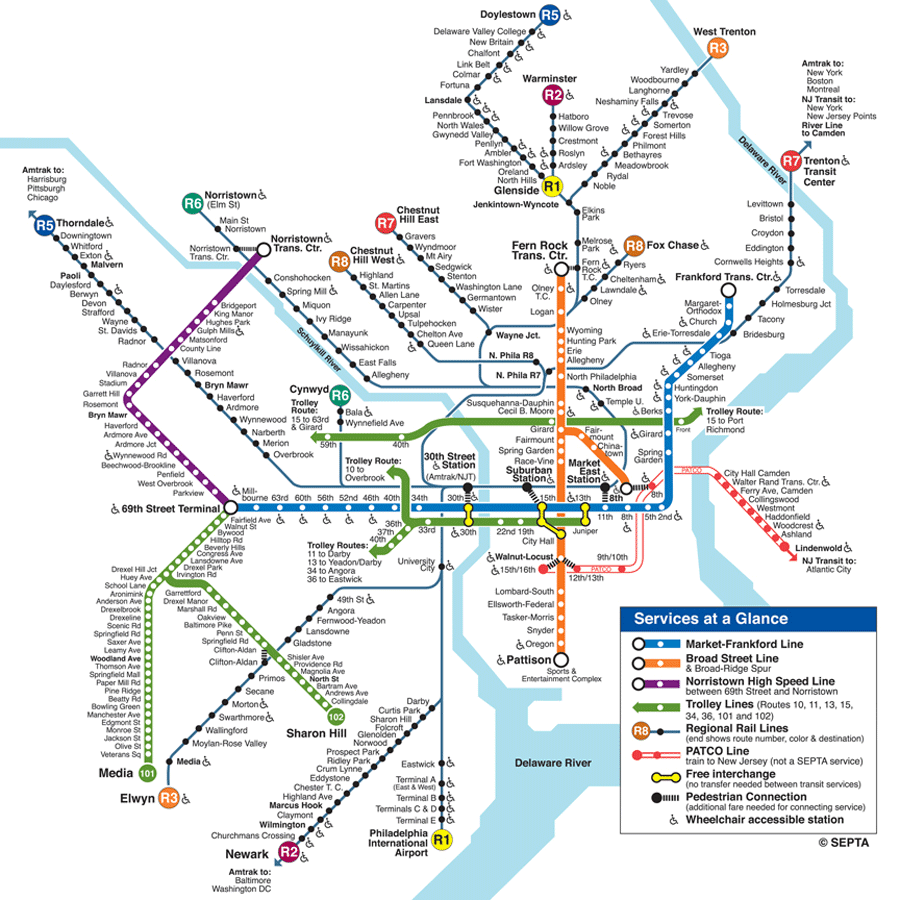 Doylestown R5
Delaware Valley College
New Britain
Chalfont
Link Belt
Colmar
Fortuna
Lansdale
Pennbrook
North Wales
Gwynedd Valley
Penllyn
Ambler
Fort Washington
Oreland
North Hills
Glenside R1
Jenkintown-Wyncote
Warminster
R2
Hatboro
Willow Grove
Crestmont
Roslyn
Ardsley
West Trenton
R3
Yardley
Woodbourne
Langhorne
Neshaminy Falls
Trevose
Somerton
Forest Hills
Philmont
Bethayres
Meadowbrook
Rydal
Noble
Elkins
Park
Melrose
Park
Fern
Rock
T.C.
Amtrak to:
New York
Boston
Montreal
NJ Transit to:
New York
New Jersey Points
River Line
to Camden
Delaware River
R7 Trenton
Transit
Center
Levittown
Bristol
Croydon
Eddington
Cornwells Heights
Torresdale
Holmesburg Jct
Tacony
Bridesburg
Amtrak to:
Harrisburg
Pittsburgh
Chicago
R5 Thorndale
Downingtown
Whitford
Exton
Malvern
Paoli
Daylesford
Berwyn
Devon
Strafford
Wayne
St. Davids
Radnor
Villanova
Rosemont
Bryn Mawr
Haverford
Ardmore
Wynnewood
Narberth
Merion
Overbrook
R6 Norristown
(Elm St)
Main St
Norristown
Norristown
Trans. Ctr.
Norristown
Trans. Ctr.
Conshohocken
Spring Mill
Miquon
Ivy Ridge
Manayunk
Wissahickon
East Falls
Allegheny
Schuylkill River
Bridgeport
King Manor
Hughes Park
Gulph Mills
Matsonford
County Line
Radnor
Villanova
Stadium
Garrett Hill
Rosemont
Bryn Mawr
Haverford
Ardmore Ave
Ardmore Jct
Wynnewood Rd
Beechwood-Brookline
Penfield
West Overbrook
Parkview
69th Street Terminal
R7
Chestnut
Hill East
Gravers
Wyndmoor
Mt Airy
Sedgwick
Stenton
Washington Lane
Germantown
Wister
Wayne Jct.
R8
Chestnut
Hill West
Highland
St. Martins
Allen Lane
Carpenter
Upsal
Tulpehocken
Chelton Ave
Queen Lane
N. Phila R8
N. Phila R7
R8 Fox Chase
Ryers
Cheltenham
Lawndale
Olney
Fern Rock
Trans. Ctr.
Olney
T.C.
Logan
Wyoming
Hunting Park
Erie
Allegheny
North Philadelphia
North Broad
Susquehanna-Dauphin
Cecil B. Moore
Temple U.
Girard
Fairmount
Spring Garden
Race-Vine
Fair-
mount
China-
town
Frankford Trans. Ctr.
Margaret-
Orthodox
Church
Erie-Torresdale
Tioga
Allegheny
Somerset
Huntingdon
York-Dauphin
Berks
Girard
Front
Spring
Garden
Trolley Route:
15 to Port
Richmond
Cynwyd
R6
Bala
Wynnefield Ave
Trolley
Route:
15 to 63rd
& Girard
59th
40th
Trolley Route:
10 to
Overbrook
30th Street
Station
(Amtrak/NJT)
Suburban
Station
Market
East
Station
Mill-
bourne
63rd
60th
56th
52nd
46th
40th
34th
30th
15th
13th
11th
8th
8th
8th
5th
2nd
36th
37th
40th
33rd
30th
22nd
19th
Juniper
City Hall
Trolley Routes:
11 to Darby
13 to Yeadon/Darby
34 to Angora
36 to Eastwick
University
City
Walnut-Locust
15th/16th
12th/13th
9th/10th
PATCO
PATCO
City Hall Camden
Walter Rand Trans. Ctr.
Ferry Ave, Camden
Collingswood
Westmont
Haddonfield
Woodcrest
Ashland
Lindenwold
NJ Transit to:
Atlantic City
Lombard-South
Ellsworth-Federal
Tasker-Morris
Snyder
Oregon
Pattison
Sports &
Entertainment Complex
Fairfield Ave
Walnut St
Bywood
Hilltop Rd
Beverly Hills
Congress Ave
Lansdowne Ave
Drexel Park
Irvington Rd
Drexel Hill Jct
Huey Ave
School Lane
Aronimink
Anderson Ave
Drexelbrook
Drexeline
Scenic Rd
Springfield Rd
Saxer Ave
Leamy Ave
Woodland Ave
Thomson Ave
Springfield Mall
Paper Mill Rd
Pine Ridge
Beatty Rd
Bowling Green
Manchester Ave
Edgmont St
Monroe St
Jackson St
Olive St
Veterans Sq
Media 101
Garrettford
Drexel Manor
Marshall Rd
Oakview
Baltimore Pike
Penn St
Springfield Rd
Clifton-Aldan
Clifton-Aldan
Shisler Ave
Providence Rd
Magnolia Ave
North St
Bartram Ave
Andrews Ave
Collingdale
102
Sharon Hill
49th St
Angora
Fernwood-Yeadon
Lansdowne
Gladstone
Primos
Secane
Morton
Swarthmore
Wallingford
Moylan-Rose Valley
Media
Elwyn R3
Darby
Curtis Park
Sharon Hill
Folcroft
Glenolden
Norwood
Prospect Park
Ridley Park
Crum Lynne
Eddystone
Chester T. C.
Highland Ave
Marcus Hook
Claymont
Wilmington
Churchmans Crossing
Newark R2
Amtrak to:
Baltimore
Washington DC
Eastwick
Terminal A
(East & West)
Terminal B
Terminals C & D
Terminal E
Philadelphia
International
Airport
R1
Delaware River
Services at a Glance
Market-Frankford Line
Broad Street Line
& Broad-Ridge Spur
Norristown High Speed Line
between 69th Street and Norristown
Trolley Lines (Routes 10, 11, 13, 15,
34, 36, 101 and 102)
R8 Regional Rail Lines
(end shows route number, color & destination)
PATCO Line
train to New Jersey (not a SEPTA service)
Free interchange
(no transfer needed between transit services)
Pedestrian Connection
(additional fare needed for connecting service)
Wheelchair accessible station
© SEPTA